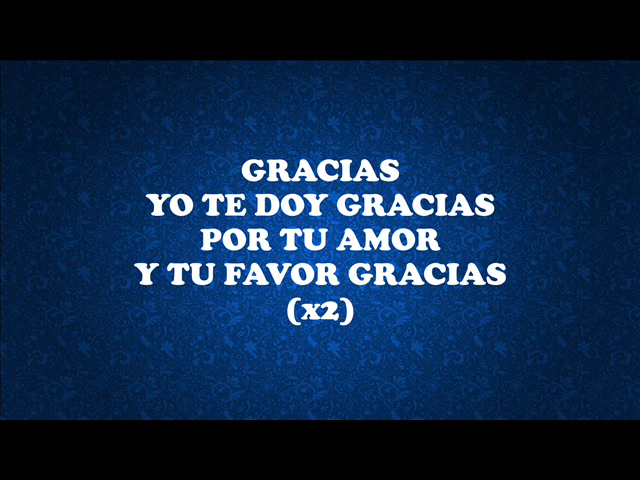 GRACIAS
YO TE DOY GRACIAS
POR TU AMOR
Y TU FAVOR GRACIAS
(x2)